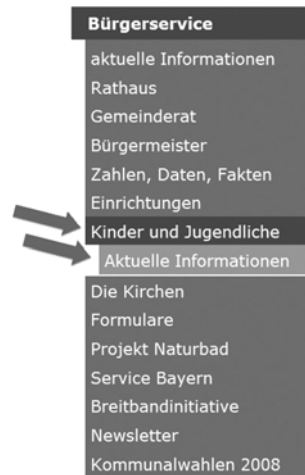 Bürgerservice
aktuelle Informationen
Rathaus
Gemeinderat
Bürgermeister
Zahlen, Daten, Fakten
Einrichtungen
Kinder und Jugendliche
Aktuelle Informationen
Die Kirchen
Formulare
Projekt Naturbad
Service Bayern
Breitbandinitiative
Newsletter
Kommunalwahlen 2008